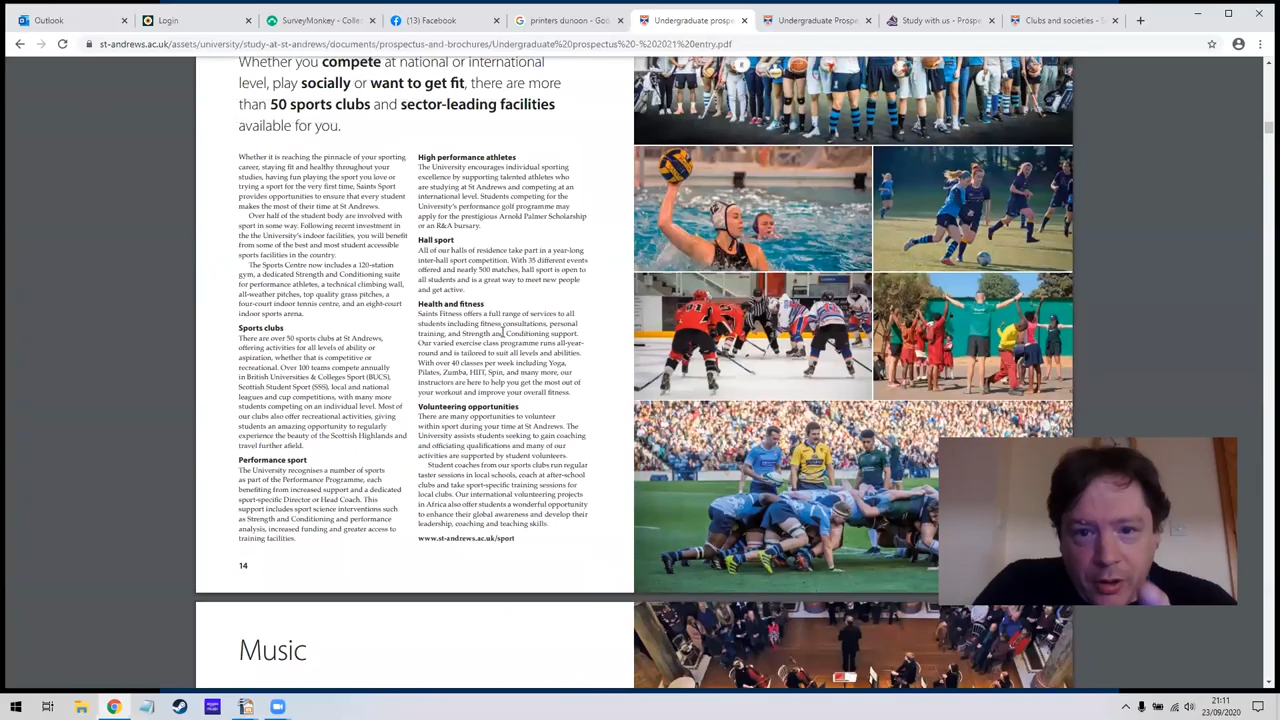 Outlook
Login
SurveyMonkey - Collec
(13) Facebook
printers dunoon - Goo
Undergraduate prospe
Undergraduate Prospe
Study with us - Prospe
Clubs and societies - S
st-andrews.ac.uk/assets/university/study-at-st-andrews/documents/prospectus-and-brochures/Undergraduate%20prospectus%20-%202021%20entry.pdf
Whether you compete at national or international
level, play socially or want to get fit, there are more
than 50 sports clubs and sector-leading facilities
available for you.
Whether it is reaching the pinnacle of your sporting
career, staying fit and healthy throughout your
studies, having fun playing the sport you love or
trying a sport for the very first time, Saints Sport
provides opportunities to ensure that every student
makes the most of their time at St Andrews.
Over half of the student body are involved with
sport in some way. Following recent investment in
the the University's indoor facilities, you will benefit
from some of the best and most student accessible
sports facilities in the country.
The Sports Centre now includes a 120-station
gym, a dedicated Strength and Conditioning suite
for performance athletes, a technical climbing wall,
all-weather pitches, top quality grass pitches, a
four-court indoor tennis centre, and an eight-court
indoor sports arena.
Sports clubs
There are over 50 sports clubs at St Andrews,
offering activities for all levels of ability or
aspiration, whether that is competitive or
recreational. Over 100 teams compete annually
in British Universities & Colleges Sport (BUCS),
Scottish Student Sport (SSS), local and national
leagues and cup competitions, with many more
students competing on an individual level. Most of
our clubs also offer recreational activities, giving
students an amazing opportunity to regularly
experience the beauty of the Scottish Highlands and
travel further afield.
Performance sport
The University recognises a number of sports
as part of the Performance Programme, each
benefiting from increased support and a dedicated
sport-specific Director or Head Coach. This
support includes sport science interventions such
as Strength and Conditioning and performance
analysis, increased funding and greater access to
training facilities.
High performance athletes
The University encourages individual sporting
excellence by supporting talented athletes who
are studying at St Andrews and competing at an
international level. Students competing for the
University's performance golf programme may
apply for the prestigious Arnold Palmer Scholarship
or an R&A bursary.
Hall sport
All of our halls of residence take part in a year-long
inter-hall sport competition. With 35 different events
offered and nearly 500 matches, hall sport is open to
all students and is a great way to meet new people
and get active.
Health and fitness
Saints Fitness offers a full range of services to all
students including fitness consultations, personal
training, and Strength and Conditioning support.
Our varied exercise class programme runs all-year-
round and is tailored to suit all levels and abilities.
With over 40 classes per week including Yoga,
Pilates, Zumba, HIIT, Spin, and many more, our
instructors are here to help you get the most out of
your workout and improve your overall fitness.
Volunteering opportunities
There are many opportunities to volunteer
within sport during your time at St Andrews. The
University assists students seeking to gain coaching
and officiating qualifications and many of our
activities are supported by student volunteers.
Student coaches from our sports clubs run regular
taster sessions in local schools, coach at after-school
clubs and take sport-specific training sessions for
local clubs. Our international volunteering projects
in Africa also offer students a wonderful opportunity
to enhance their global awareness and develop their
leadership, coaching and teaching skills.
www.st-andrews.ac.uk/sport
14
Music
21:11
23/09/2020